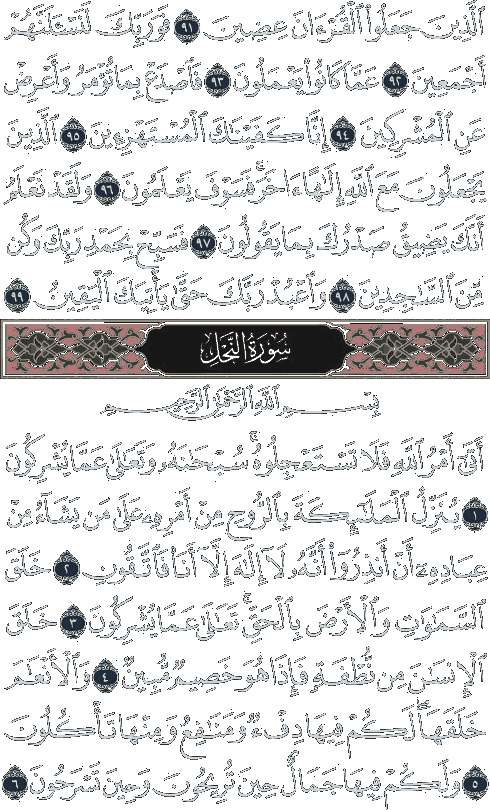 ٱلَّذِينَ جَعَلُوا۟ ٱلْقُرْءَانَ عِضِينَ ٩١ فَوَرَبِّكَ لَنَسْـَٔلَنَّهُمْ
أَجْمَعِينَ ٩٢ عَمَّا كَانُوا۟ يَعْمَلُونَ ٩٣ فَٱصْدَعْ بِمَا تُؤْمَرُ وَأَعْرِضْ
عَنِ ٱلْمُشْرِكِينَ ٩٤ إِنَّا كَفَيْنَـٰكَ ٱلْمُسْتَهْزِءِينَ ٩٥ ٱلَّذِينَ
يَجْعَلُونَ مَعَ ٱللَّهِ إِلَـٰهًا ءَاخَرَ ۚ فَسَوْفَ يَعْلَمُونَ ٩٦ وَلَقَدْ نَعْلَمُ
أَنَّكَ يَضِيقُ صَدْرُكَ بِمَا يَقُولُونَ ٩٧ فَسَبِّحْ بِحَمْدِ رَبِّكَ وَكُن
مِّنَ ٱلسَّـٰجِدِينَ ٩٨ وَٱعْبُدْ رَبَّكَ حَتَّىٰ يَأْتِيَكَ ٱلْيَقِينُ ٩٩
سُورَةُ النَّحْلِ
بِسْمِ ٱللَّهِ ٱلرَّحْمَـٰنِ ٱلرَّحِيمِ
أَتَىٰٓ أَمْرُ ٱللَّهِ فَلَا تَسْتَعْجِلُوهُ ۚ سُبْحَـٰنَهُۥ وَتَعَـٰلَىٰ عَمَّا يُشْرِكُونَ
١ يُنَزِّلُ ٱلْمَلَـٰٓئِكَةَ بِٱلرُّوحِ مِنْ أَمْرِهِۦ عَلَىٰ مَن يَشَآءُ مِنْ
عِبَادِهِۦٓ أَنْ أَنذِرُوٓا۟ أَنَّهُۥ لَآ إِلَـٰهَ إِلَّآ أَنَا۠ فَٱتَّقُونِ ٢ خَلَقَ
ٱلسَّمَـٰوَٰتِ وَٱلْأَرْضَ بِٱلْحَقِّ ۚ تَعَـٰلَىٰ عَمَّا يُشْرِكُونَ ٣ خَلَقَ
ٱلْإِنسَـٰنَ مِن نُّطْفَةٍ فَإِذَا هُوَ خَصِيمٌ مُّبِينٌ ٤ وَٱلْأَنْعَـٰمَ
خَلَقَهَا ۗ لَكُمْ فِيهَا دِفْءٌ وَمَنَـٰفِعُ وَمِنْهَا تَأْكُلُونَ
٥ وَلَكُمْ فِيهَا جَمَالٌ حِينَ تُرِيحُونَ وَحِينَ تَسْرَحُونَ ٦